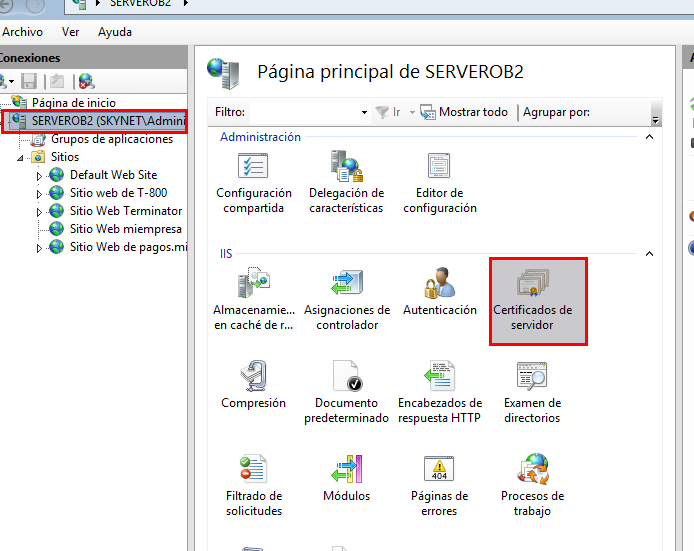 SERVEROB2
Archivo Ver Ayuda
Conexiones
Página de inicio
SERVEROB2 (SKYNET\Admini
Grupos de aplicaciones
Sitios
Default Web Site
Sitio web de T-800
Sitio Web Terminator
Sitio Web miempresa
Sitio Web de pagos.mi
Página principal de SERVEROB2
Filtro: Ir Mostrar todo Agrupar por:
Administración
Configuración
compartida
Delegación de
características
Editor de
configuración
IIS
Almacenamie...
en caché de r...
Asignaciones de
controlador
Autenticación
Certificados de
servidor
Compresión
Documento
predeterminado
Encabezados de
respuesta HTTP
Examen de
directorios
Filtrado de
solicitudes
Módulos
404
Páginas de
errores
Procesos de
trabajo